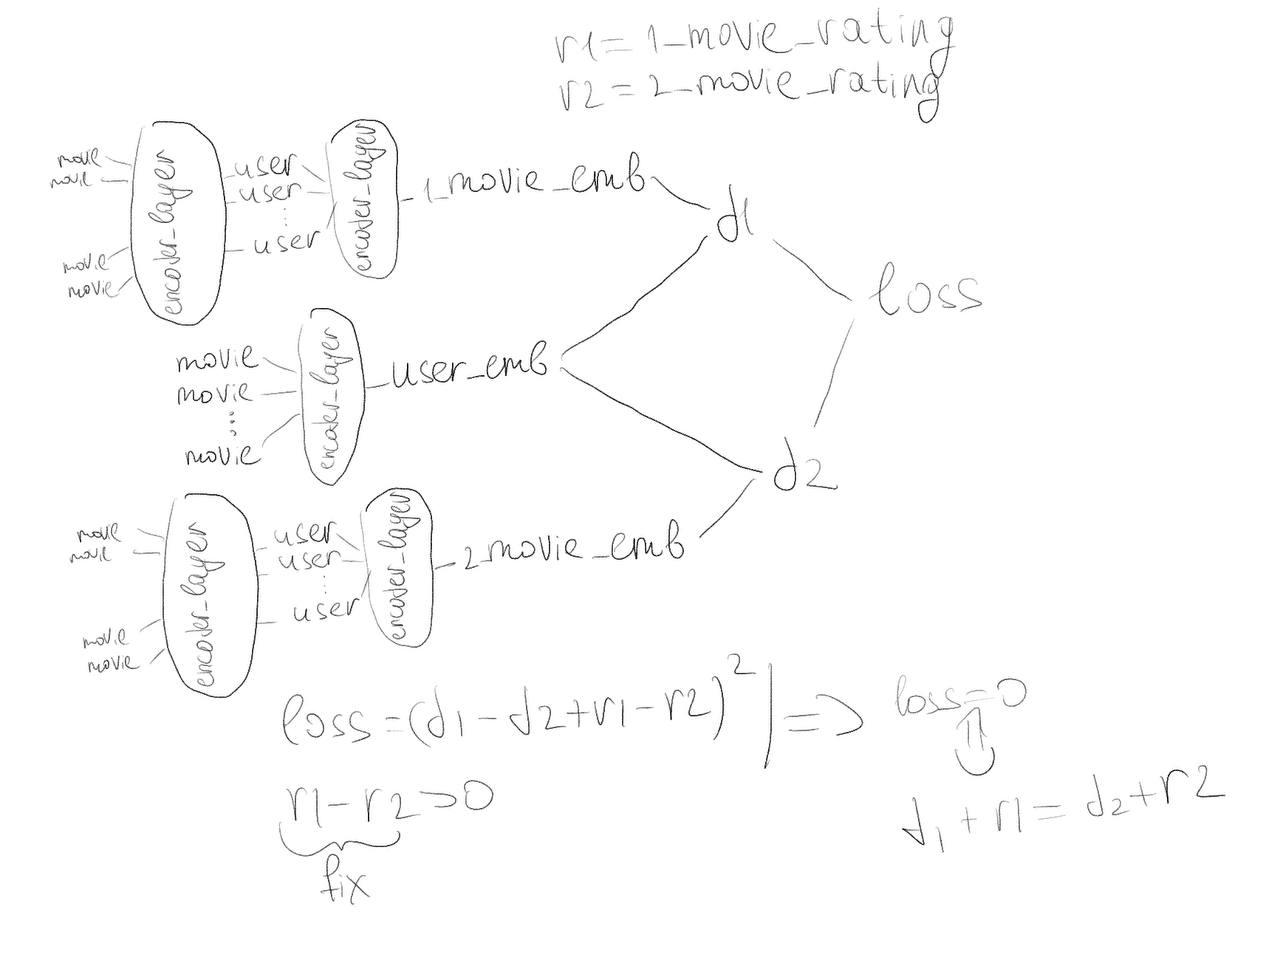 r1 = 1_movie_rating
r2 = 2_movie_rating
movie
movie
movie
movie
encoder_layer
user
user
...
user
encoder_layer
1_movie_emb
d1
loss
movie
movie
...
movie
encoder_layer
user_emb
d2
movie
movie
movie
movie
encoder_layer
user
user
...
user
encoder_layer
2_movie_emb
loss = (d1 - d2 + r1 - r2)² | => loss = 0
r1 - r2 > 0
fix
⇑
d1 + r1 = d2 + r2